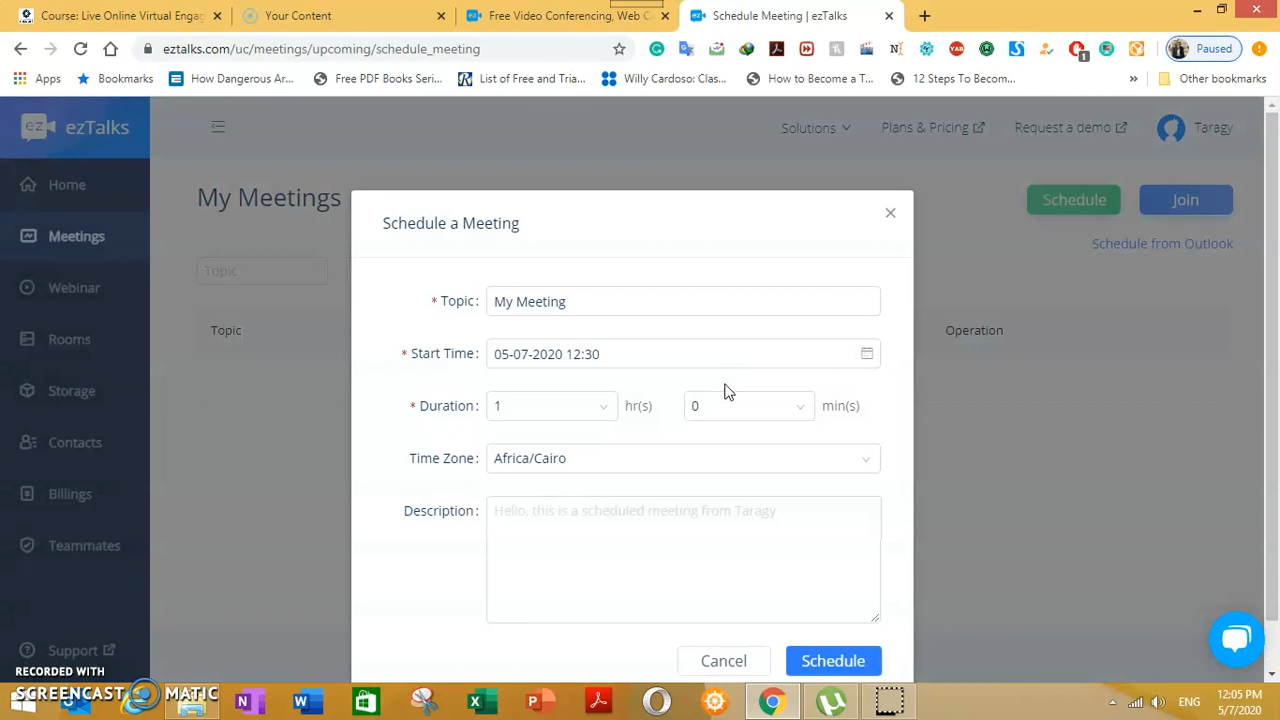 Course: Live Online Virtual Engag
Your Content
Free Video Conferencing, Web C
Schedule Meeting | ezTalks
eztalks.com/uc/meetings/upcoming/schedule_meeting
Paused
Apps
Bookmarks
How Dangerous Ar...
Free PDF Books Seri...
List of Free and Tria...
Willy Cardoso: Clas...
How to Become a T...
12 Steps To Becom...
Other bookmarks
ezTalks
Solutions
Plans & Pricing
Request a demo
Taragy
Home
Meetings
Webinar
Rooms
Storage
Contacts
Billings
Teammates
Support
My Meetings
Schedule
Join
Schedule from Outlook
Topic
Topic
Operation
Schedule a Meeting
* Topic: My Meeting
* Start Time: 05-07-2020 12:30
* Duration: 1 hr(s) 0 min(s)
Time Zone: Africa/Cairo
Description: Hello, this is a scheduled meeting from Taragy
Cancel
Schedule
RECORDED WITH
SCREENCAST MATIC
ENG
12:05 PM
5/7/2020